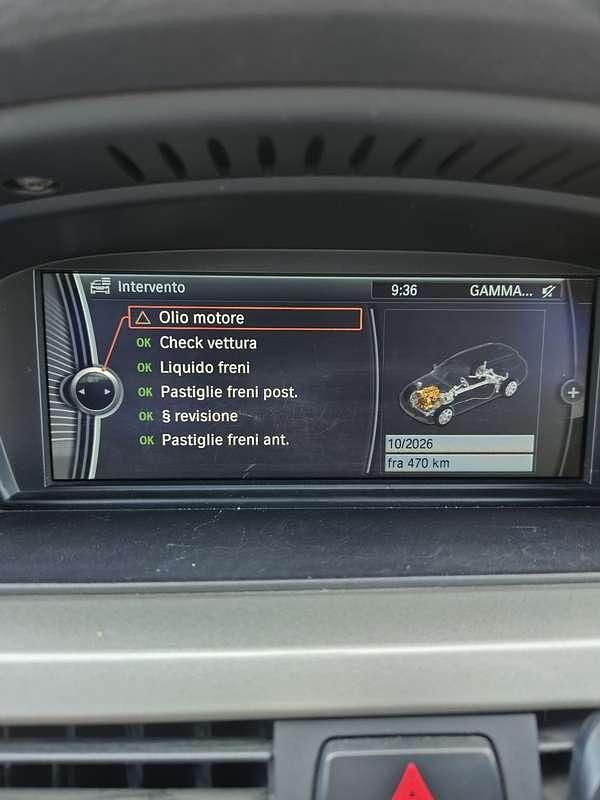 Intervento
9:36
GAMMA...
Olio motore
OK Check vettura
OK Liquido freni
OK Pastiglie freni post.
OK § revisione
OK Pastiglie freni ant.
10/2026
fra 470 km